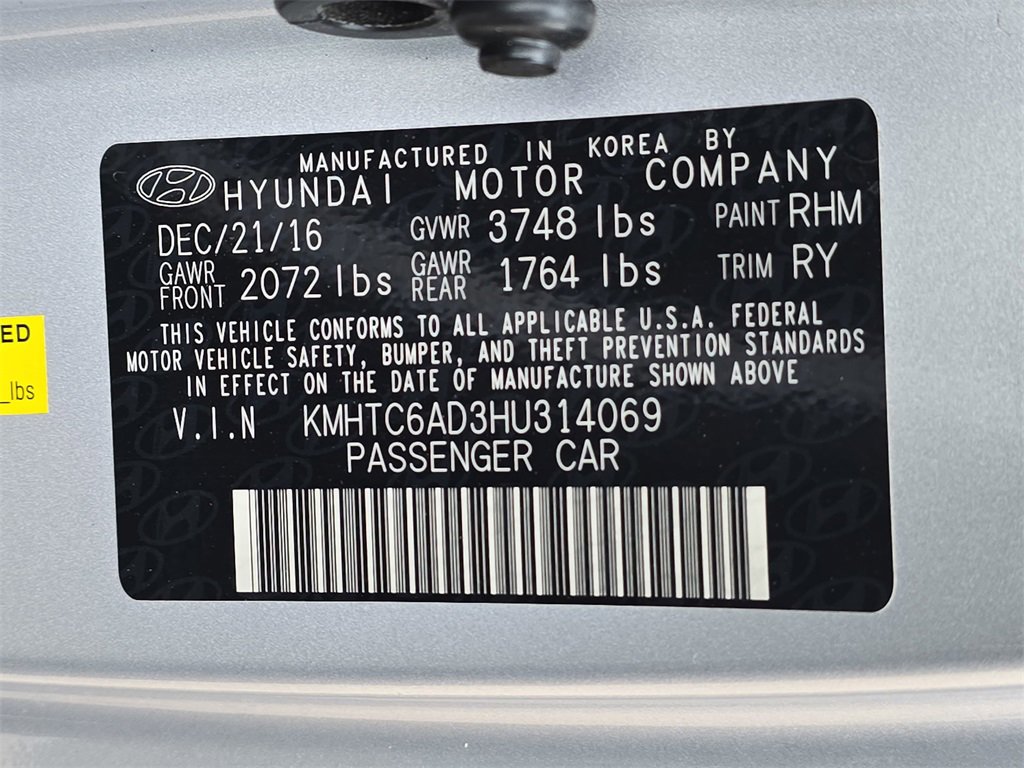 MANUFACTURED IN KOREA BY
HYUNDAI MOTOR COMPANY
DEC/21/16 GVWR 3748 lbs PAINT RHM
GAWR FRONT 2072 lbs GAWR REAR 1764 lbs TRIM RY
THIS VEHICLE CONFORMS TO ALL APPLICABLE U.S.A. FEDERAL
MOTOR VEHICLE SAFETY, BUMPER, AND THEFT PREVENTION STANDARDS
IN EFFECT ON THE DATE OF MANUFACTURE SHOWN ABOVE
V.I.N KMHTC6AD3HU314069
PASSENGER CAR
ED
lbs